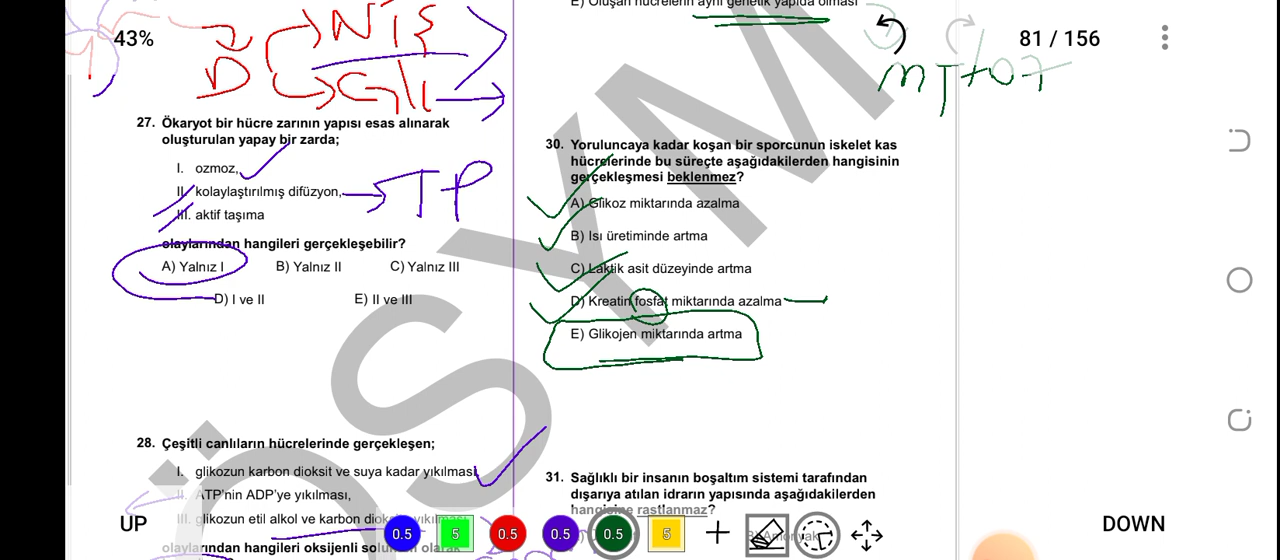 E) Oluşan hücrelerin aynı genetik yapıda olması
43%
81 / 156
D
Gli
TP
27. Ökaryot bir hücre zarının yapısı esas alınarak
oluşturulan yapay bir zarda;
I. ozmoz,
II. kolaylaştırılmış difüzyon,
III. aktif taşıma
olaylarından hangileri gerçekleşebilir?
A) Yalnız I B) Yalnız II C) Yalnız III
D) I ve II E) II ve III
28. Çeşitli canlıların hücrelerinde gerçekleşen;
I. glikozun karbon dioksit ve suya kadar yıkılması,
II. ATP'nin ADP'ye yıkılması,
III. glikozun etil alkol ve karbon dioksi yıkılması
olaylarından hangileri oksijenli solu olarak
30. Yoruluncaya kadar koşan bir sporcunun iskelet kas
hücrelerinde bu süreçte aşağıdakilerden hangisinin
gerçekleşmesi beklenmez?
A) Glikoz miktarında azalma
B) Isı üretiminde artma
C) Laktik asit düzeyinde artma
D) Kreatin fosfat miktarında azalma
E) Glikojen miktarında artma
31. Sağlıklı bir insanın boşaltım sistemi tarafından
dışarıya atılan idrarın yapısında aşağıdakilerden
hangisine rastlanmaz?
B) Amonyak
ÖSYM
UP
0.5 5 0.5 0.5 0.5 5
DOWN